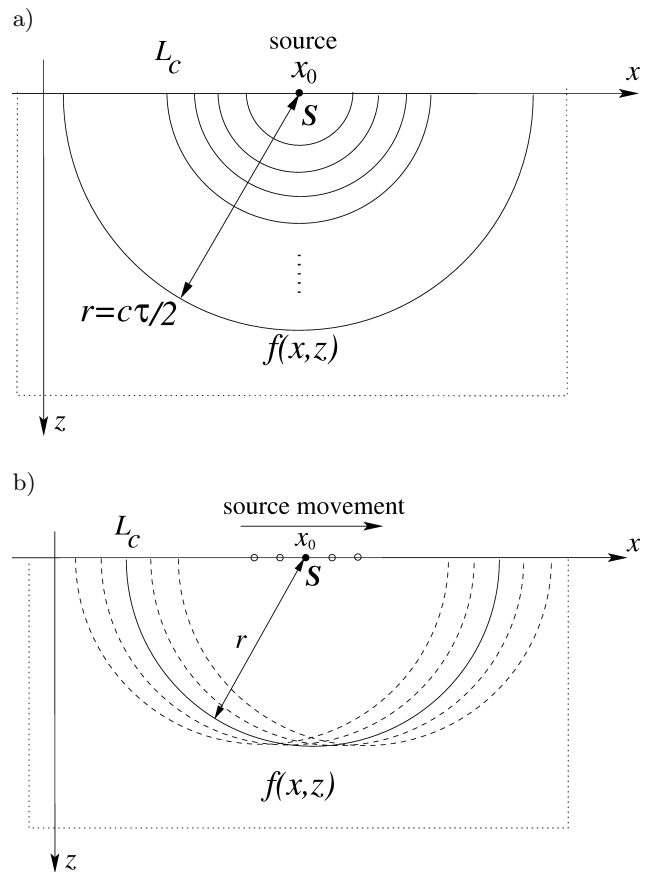 a)
source
L_c
x_0
x
S
r=cτ/2
f(x,z)
z
b)
source movement
L_c
x_0
x
S
r
f(x,z)
z